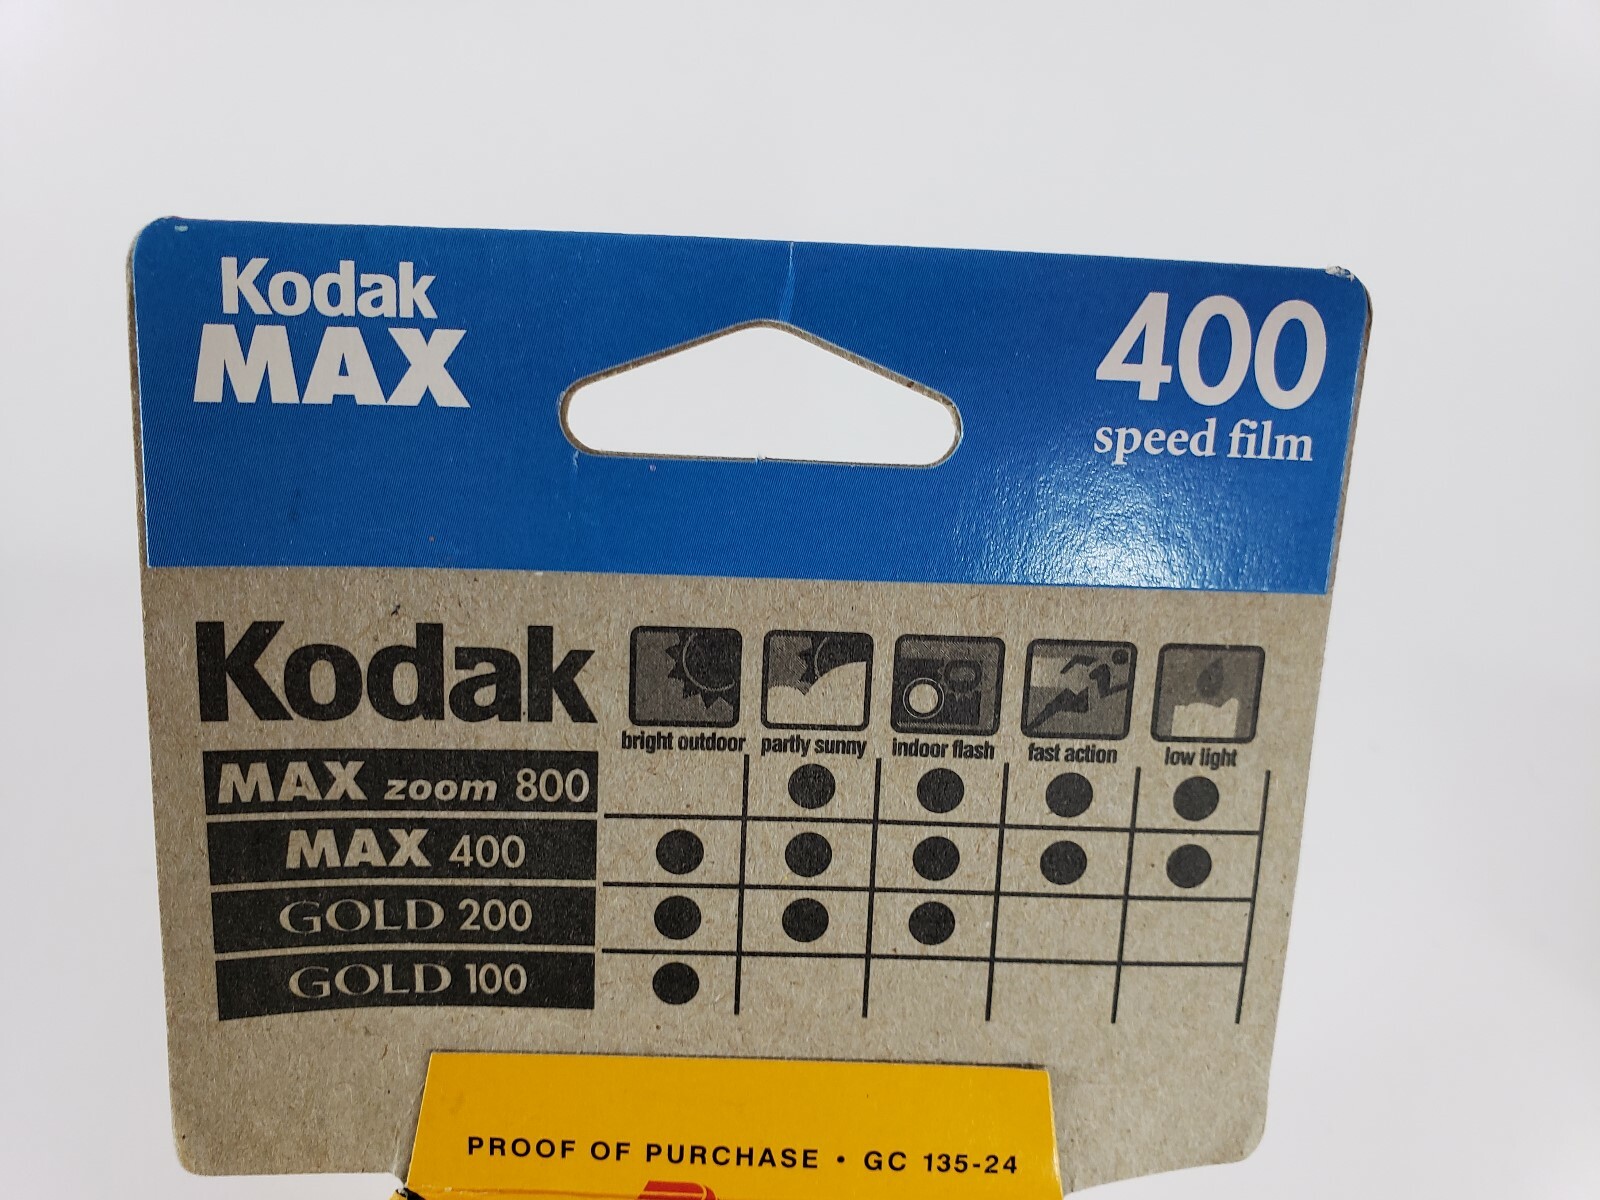 Kodak
MAX
400
speed film
Kodak
bright outdoor partly sunny indoor flash fast action low light
MAX zoom 800
MAX 400
GOLD 200
GOLD 100
PROOF OF PURCHASE • GC 135-24